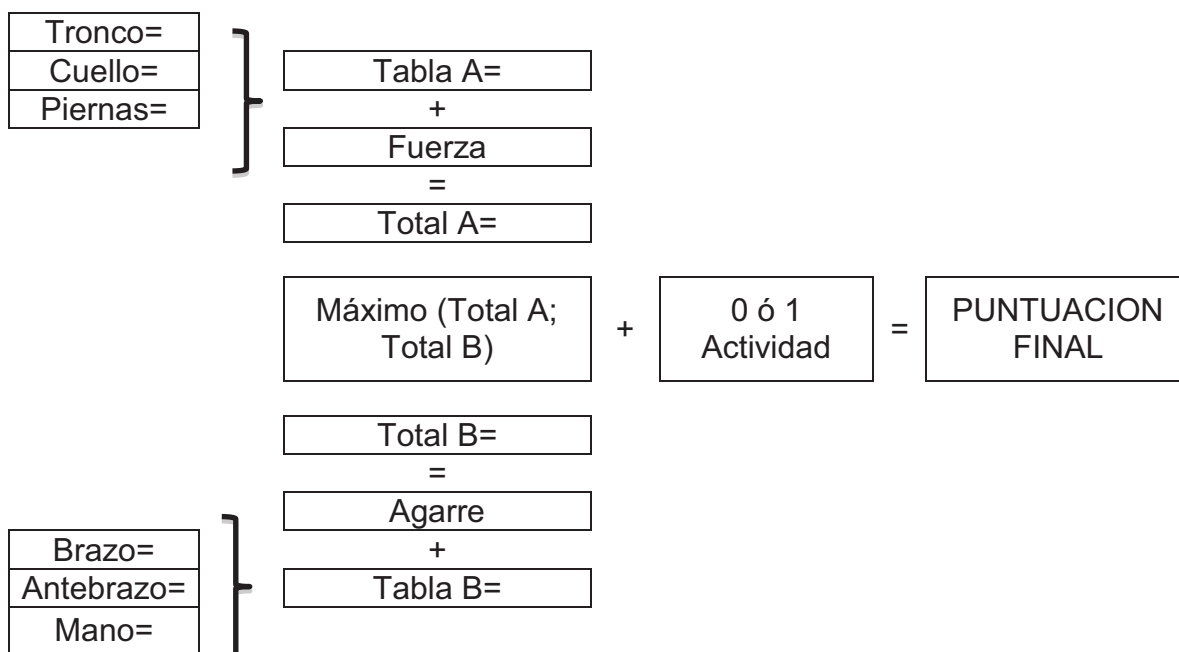 Tronco=
Cuello=
Piernas=
Tabla A=
+
Fuerza
=
Total A=
Máximo (Total A;
Total B)
+
0 ó 1
Actividad
=
PUNTUACION
FINAL
Total B=
=
Agarre
+
Tabla B=
Brazo=
Antebrazo=
Mano=